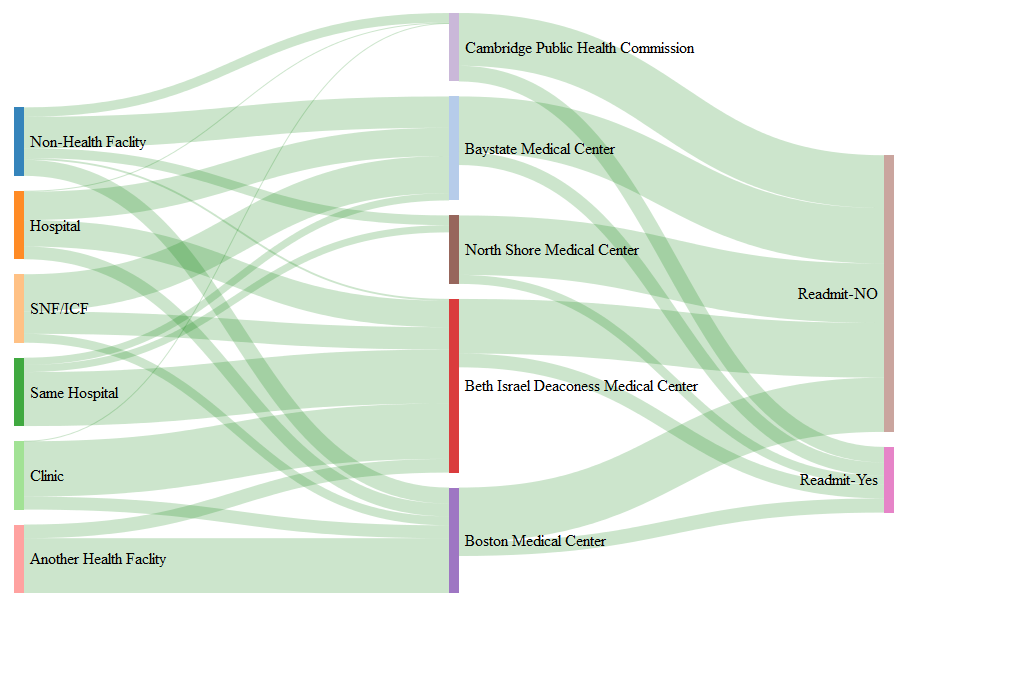 Non-Health Faclity
Hospital
SNF/ICF
Same Hospital
Clinic
Another Health Faclity
Cambridge Public Health Commission
Baystate Medical Center
North Shore Medical Center
Beth Israel Deaconess Medical Center
Boston Medical Center
Readmit-NO
Readmit-Yes